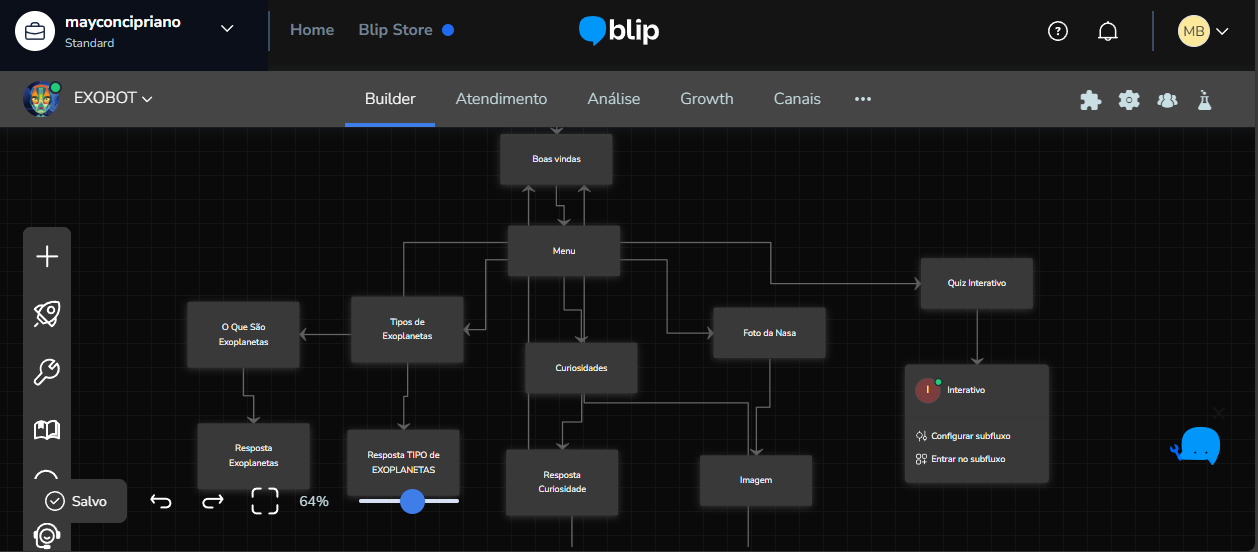 mayconcipriano
Standard
Home
Blip Store
blip
?
MB
EXOBOT
Builder
Atendimento
Análise
Growth
Canais
Boas vindas
Menu
Quiz Interativo
O Que São
Exoplanetas
Tipos de
Exoplanetas
Foto da Nasa
Curiosidades
I
Interativo
Configurar subfluxo
Entrar no subfluxo
Resposta
Exoplanetas
Resposta TIPO de
EXOPLANETAS
Resposta
Curiosidade
Imagem
Salvo
64%